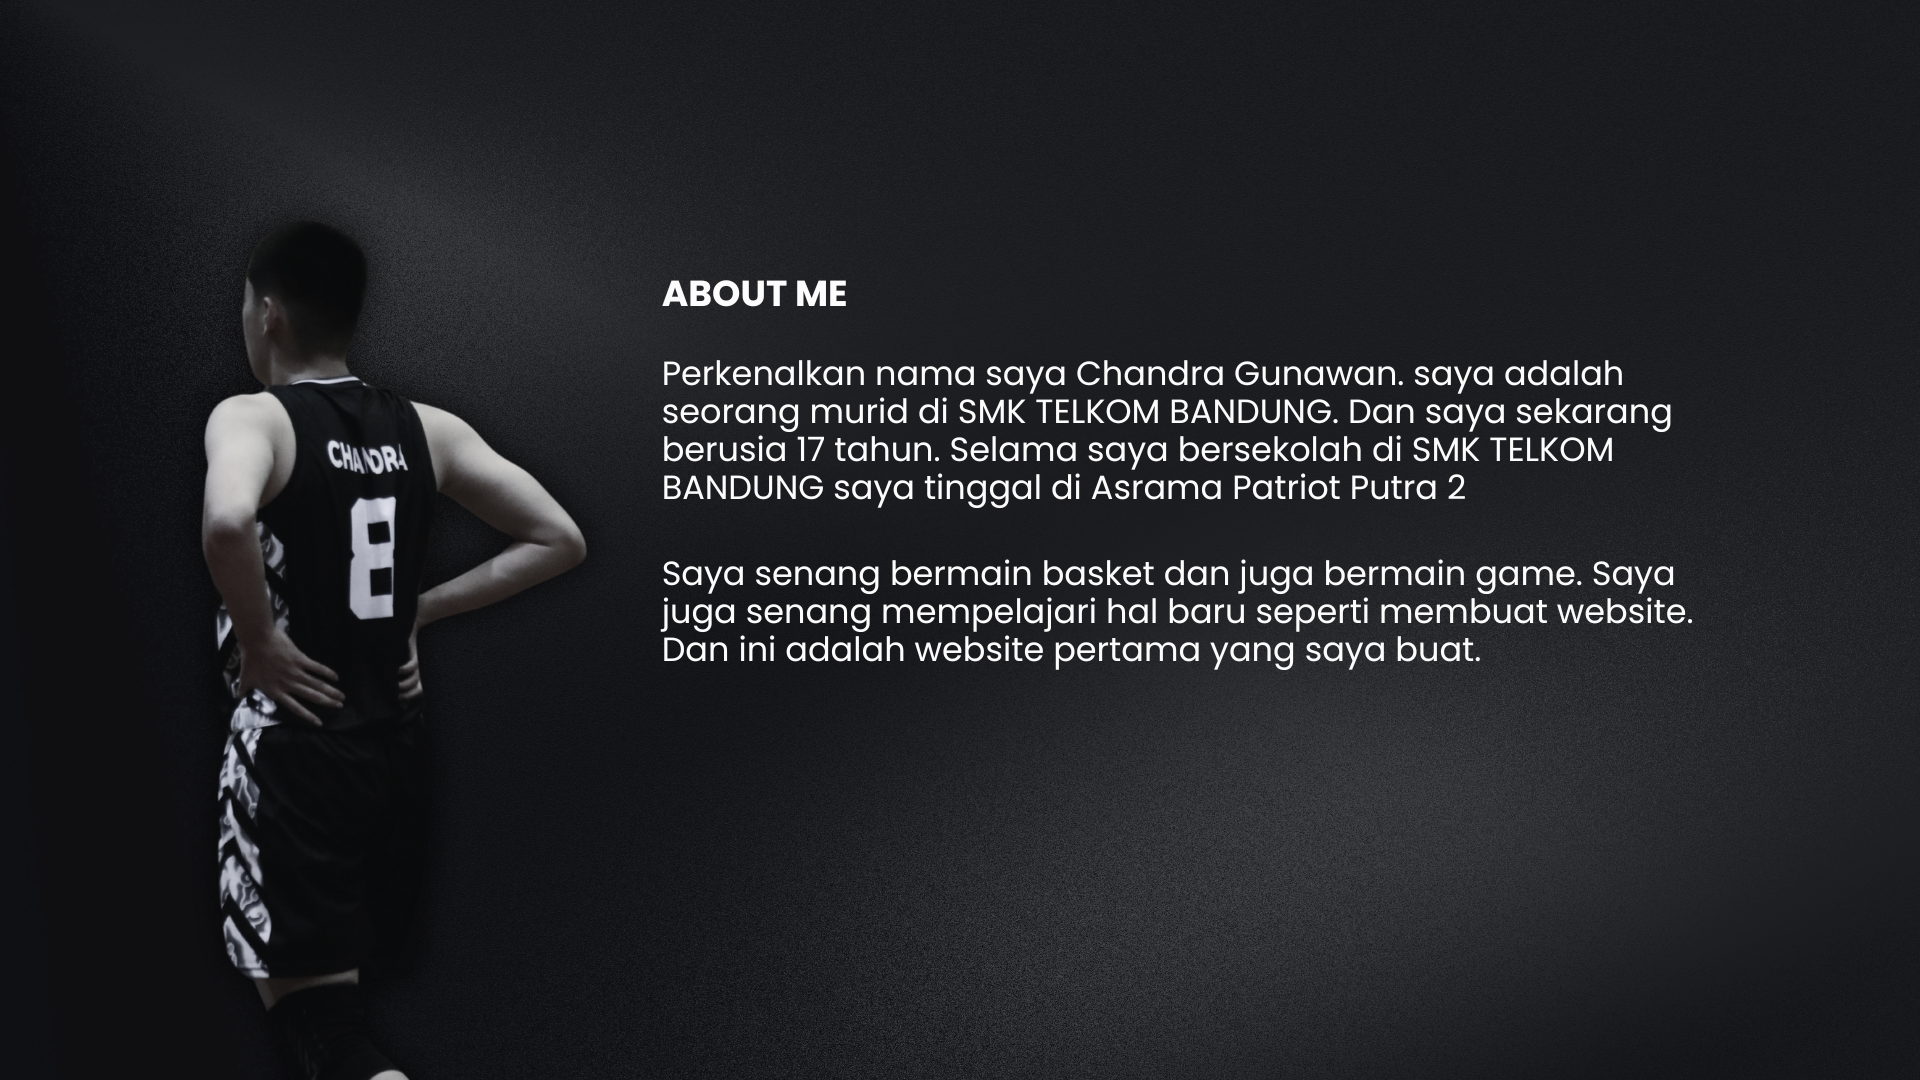 ABOUT ME
Perkenalkan nama saya Chandra Gunawan. saya adalah
seorang murid di SMK TELKOM BANDUNG. Dan saya sekarang
berusia 17 tahun. Selama saya bersekolah di SMK TELKOM
BANDUNG saya tinggal di Asrama Patriot Putra 2
Saya senang bermain basket dan juga bermain game. Saya
juga senang mempelajari hal baru seperti membuat website.
Dan ini adalah website pertama yang saya buat.
CHANDRA
8